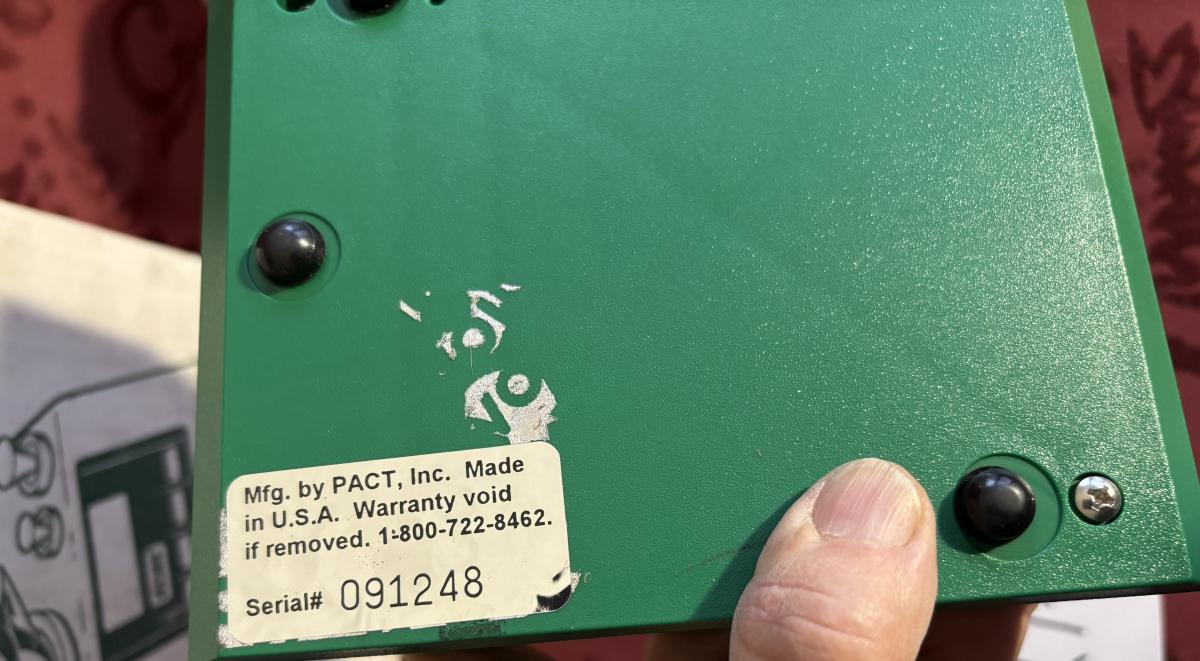 Mfg. by PACT, Inc. Made
in U.S.A. Warranty void
if removed. 1-800-722-8462.
Serial# 091248